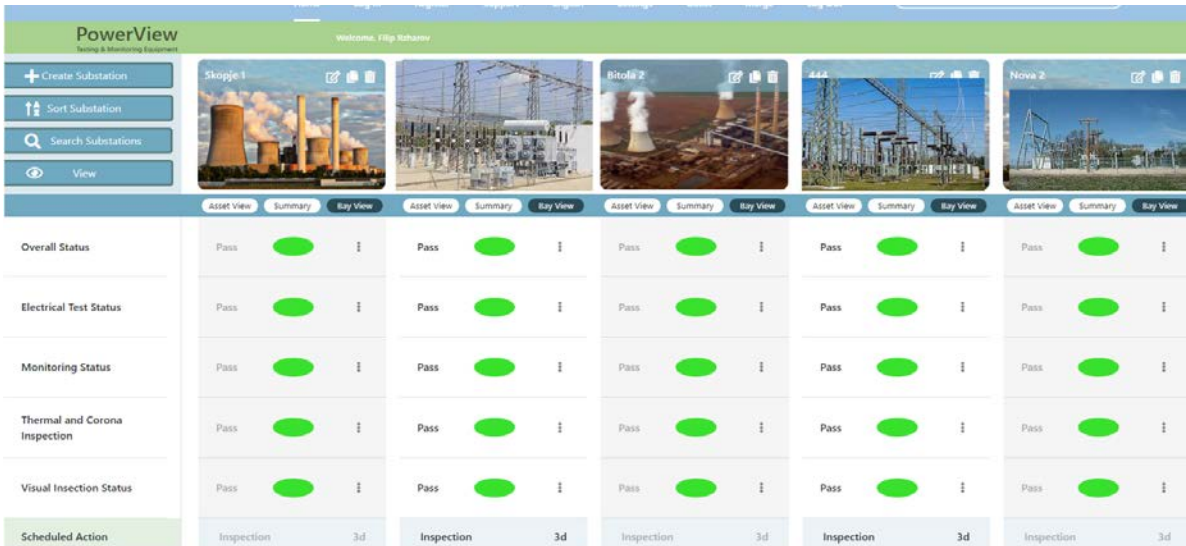 PowerView
Testing & Monitoring Equipment
Welcome, Filip
Create Substation
Sort Substation
Search Substations
View
Skopje 1
Bitola 2
444
Nova 2
Asset View Summary Bay View Asset View Summary Bay View Asset View Summary Bay View Asset View Summary Bay View Asset View Summary Bay View
Overall Status Pass Pass Pass Pass Pass
Electrical Test Status Pass Pass Pass Pass Pass
Monitoring Status Pass Pass Pass Pass Pass
Thermal and Corona
Inspection Pass Pass Pass Pass Pass
Visual Insection Status Pass Pass Pass Pass Pass
Scheduled Action Inspection 3d Inspection 3d Inspection 3d Inspection 3d Inspection 3d